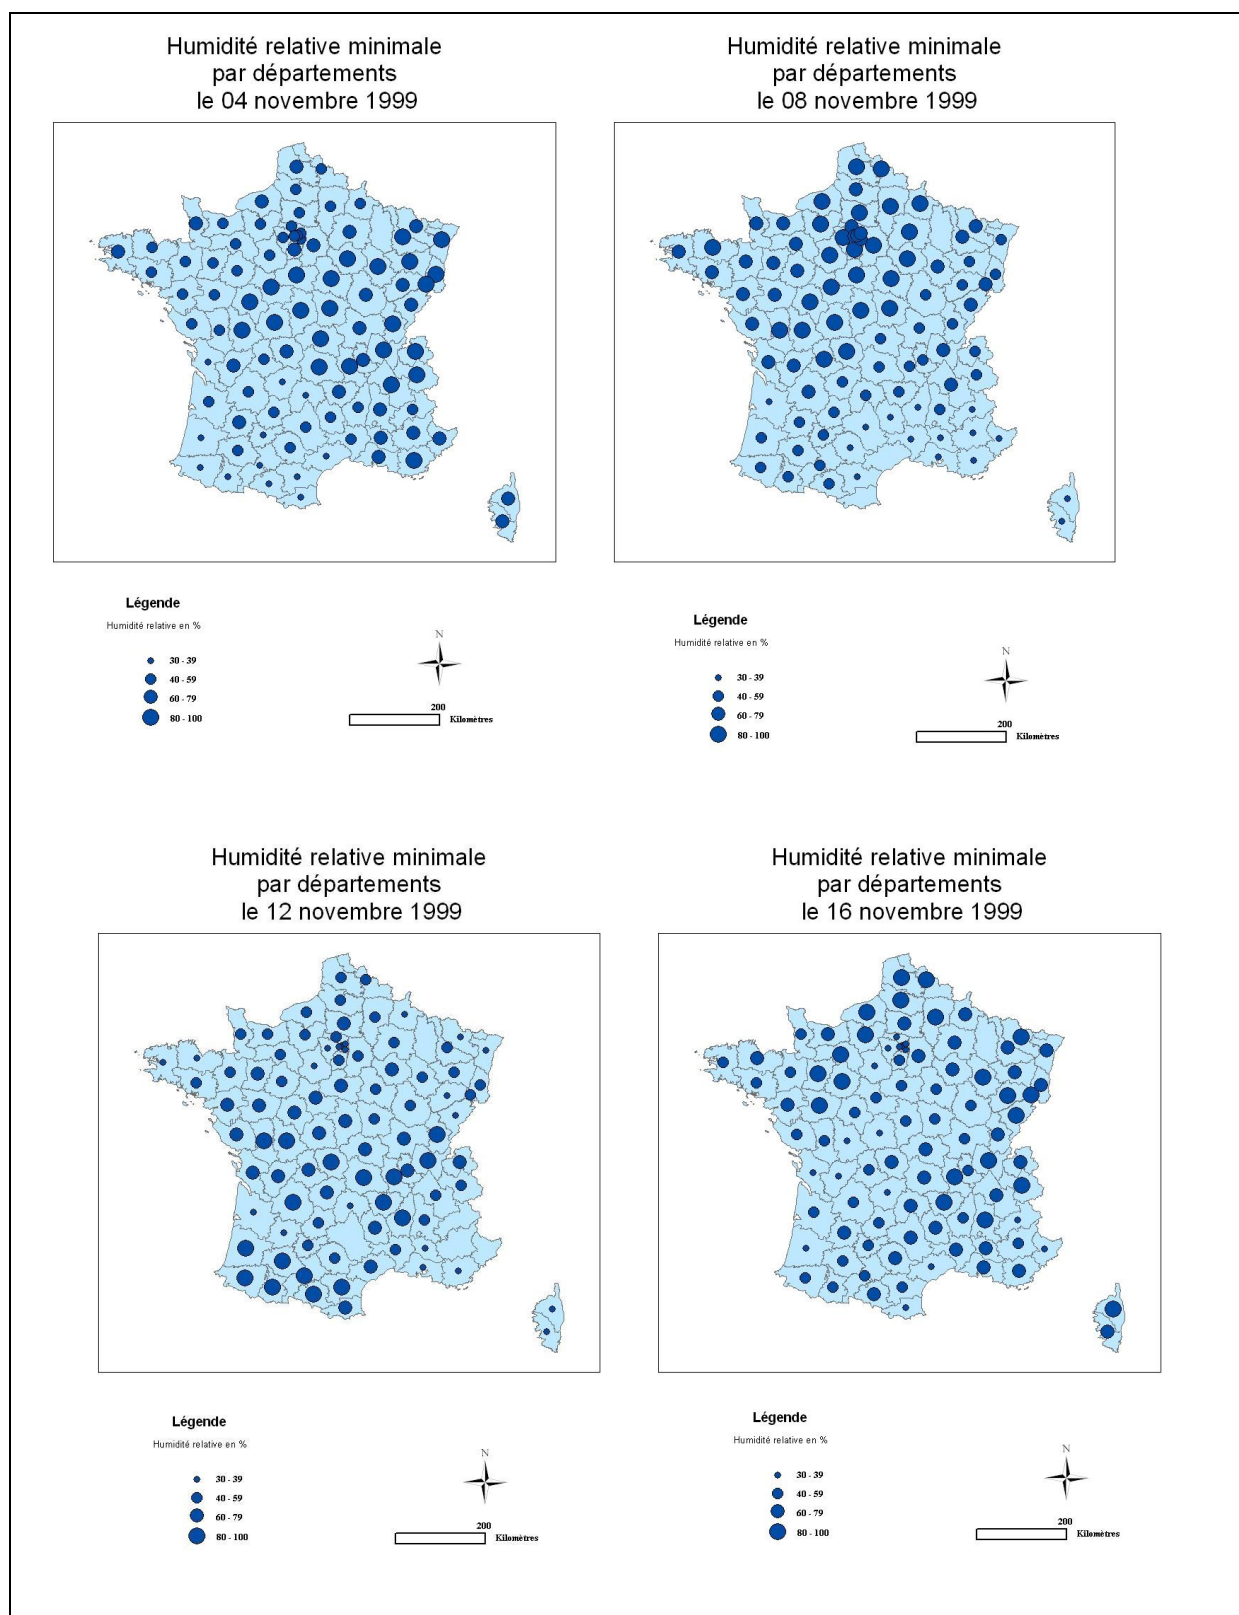 Humidité relative minimale
par départements
le 04 novembre 1999
Humidité relative minimale
par départements
le 08 novembre 1999
Légende
Humidité relative en %
30 - 39
40 - 59
60 - 79
80 - 100
N
200
Kilomètres
Légende
Humidité relative en %
30 - 39
40 - 59
60 - 79
80 - 100
N
200
Kilomètres
Humidité relative minimale
par départements
le 12 novembre 1999
Humidité relative minimale
par départements
le 16 novembre 1999
Légende
Humidité relative en %
30 - 39
40 - 59
60 - 79
80 - 100
N
200
Kilomètres
Légende
Humidité relative en %
30 - 39
40 - 59
60 - 79
80 - 100
N
200
Kilomètres